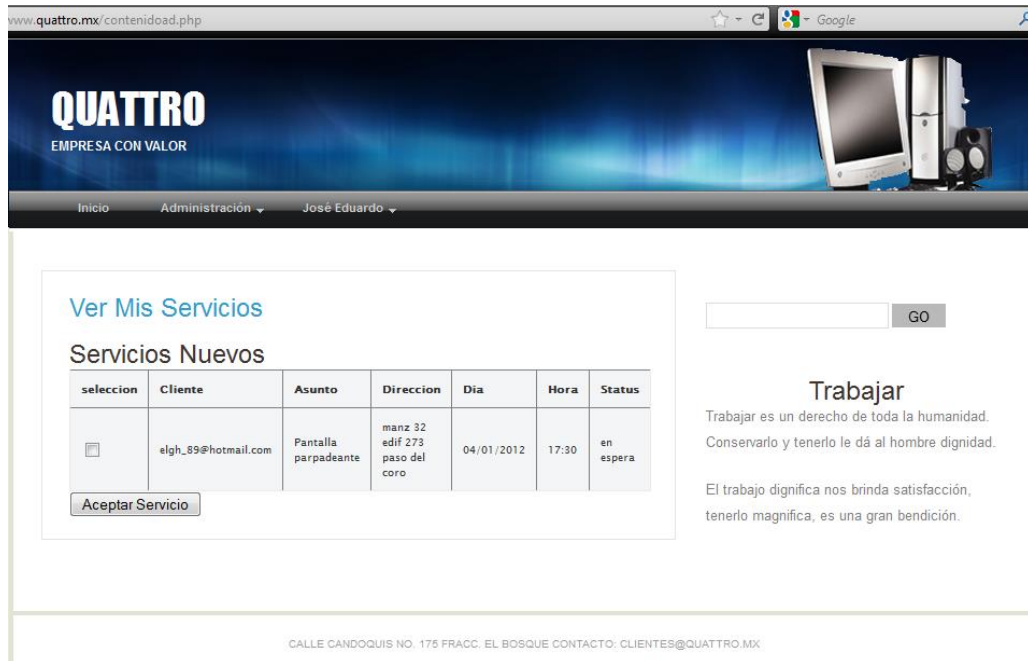 www.quattro.mx/contenidoad.php
Google
QUATTRO
EMPRESA CON VALOR
Inicio Administración José Eduardo
Ver Mis Servicios
GO
Servicios Nuevos
seleccion Cliente Asunto Direccion Dia Hora Status
elgh_89@hotmail.com Pantalla parpadeante manz 32 edif 273 paso del coro 04/01/2012 17:30 en espera
Aceptar Servicio
Trabajar
Trabajar es un derecho de toda la humanidad.
Conservarlo y tenerlo le dá al hombre dignidad.
El trabajo dignifica nos brinda satisfacción,
tenerlo magnifica, es una gran bendición.
CALLE CANDOQUIS NO. 175 FRACC. EL BOSQUE CONTACTO: CLIENTES@QUATTRO.MX